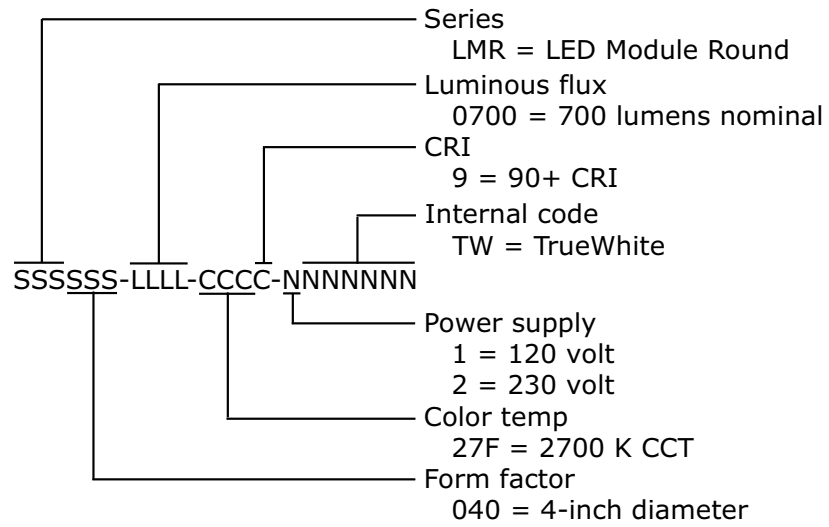 Series
LMR = LED Module Round
Luminous flux
0700 = 700 lumens nominal
CRI
9 = 90+ CRI
Internal code
TW = TrueWhite
SSSSSS-LLLL-CCCC-NNNNNNN
Power supply
1 = 120 volt
2 = 230 volt
Color temp
27F = 2700 K CCT
Form factor
040 = 4-inch diameter